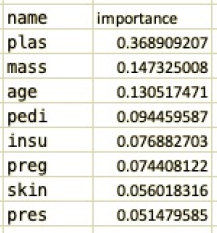 name importance
plas 0.368909207
mass 0.147325008
age 0.130517471
pedi 0.094459587
insu 0.076882703
preg 0.074408122
skin 0.056018316
pres 0.051479585